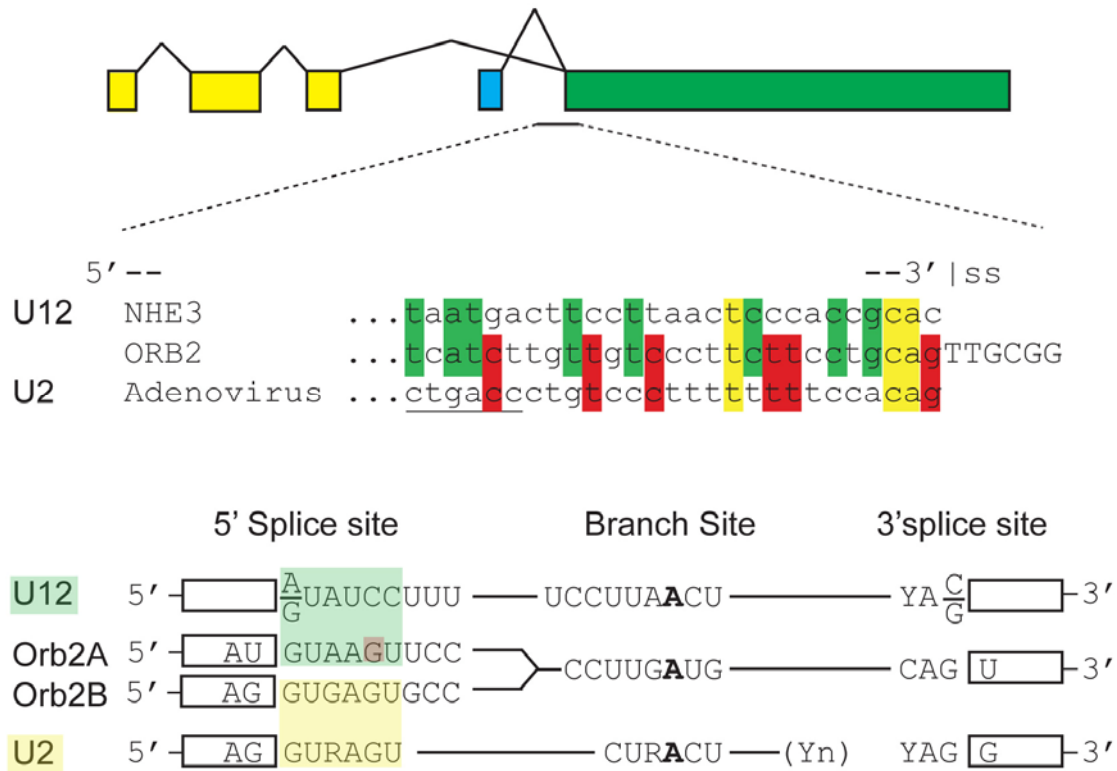 5' --
--3' |ss
U12 NHE3 ...taatgacttccttaactcccaccgcac
ORB2 ...tcatcttgttgtcccttcttcctgcagTTGCGG
U2 Adenovirus ...ctgaccctgtcccttttttttccacag
5' Splice site Branch Site 3'splice site
U12 5' A/G UAUCCUUU UCCUUAACU YA C/G 3'
Orb2A 5' AU GUAAGUUCC
CCUUGAUG CAG U 3'
Orb2B 5' AG GUGAGUGCC
U2 5' AG GURAGU CURACU (Yn) YAG G 3'